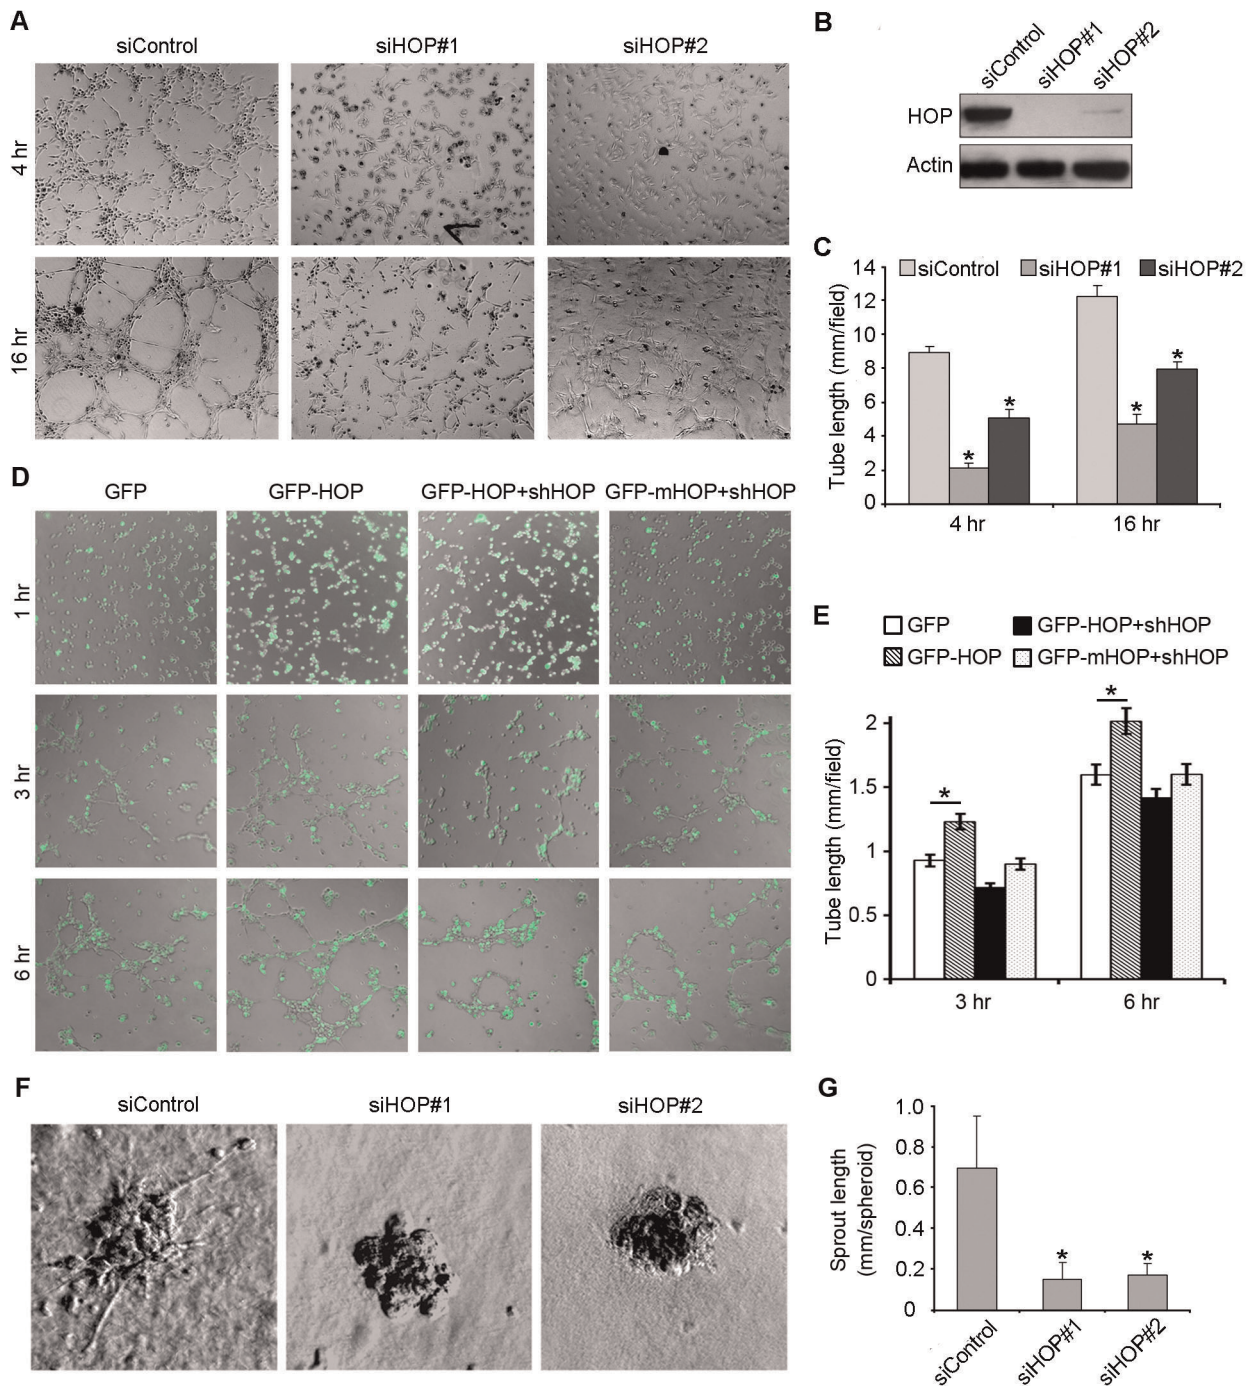 A
siControl
siHOP#1
siHOP#2
4 hr
16 hr
B
siControl
siHOP#1
siHOP#2
HOP
Actin
C
siControl
siHOP#1
siHOP#2
Tube length (mm/field)
14
12
10
8
6
4
2
0
*
*
*
*
4 hr
16 hr
D
GFP
GFP-HOP
GFP-HOP+shHOP
GFP-mHOP+shHOP
1 hr
3 hr
6 hr
E
GFP
GFP-HOP+shHOP
GFP-HOP
GFP-mHOP+shHOP
Tube length (mm/field)
2
1.5
1
0.5
0
*
*
3 hr
6 hr
F
siControl
siHOP#1
siHOP#2
G
Sprout length
(mm/spheroid)
1.0
0.8
0.6
0.4
0.2
0
*
*
siControl
siHOP#1
siHOP#2